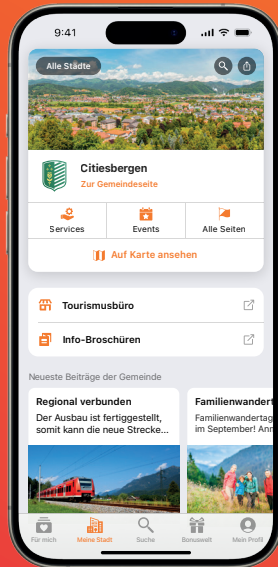 9:41
Alle Städte
Citiesbergen
Zur Gemeindeseite
Services
Events
Alle Seiten
Auf Karte ansehen
Tourismusbüro
Info-Broschüren
Neueste Beiträge der Gemeinde
Regional verbunden
Der Ausbau ist fertiggestellt,
somit kann die neue Strecke...
Familienwandert
Familienwandertag
im September! Ann
Für mich
Meine Stadt
Suche
Bonuswelt
Mein Profil